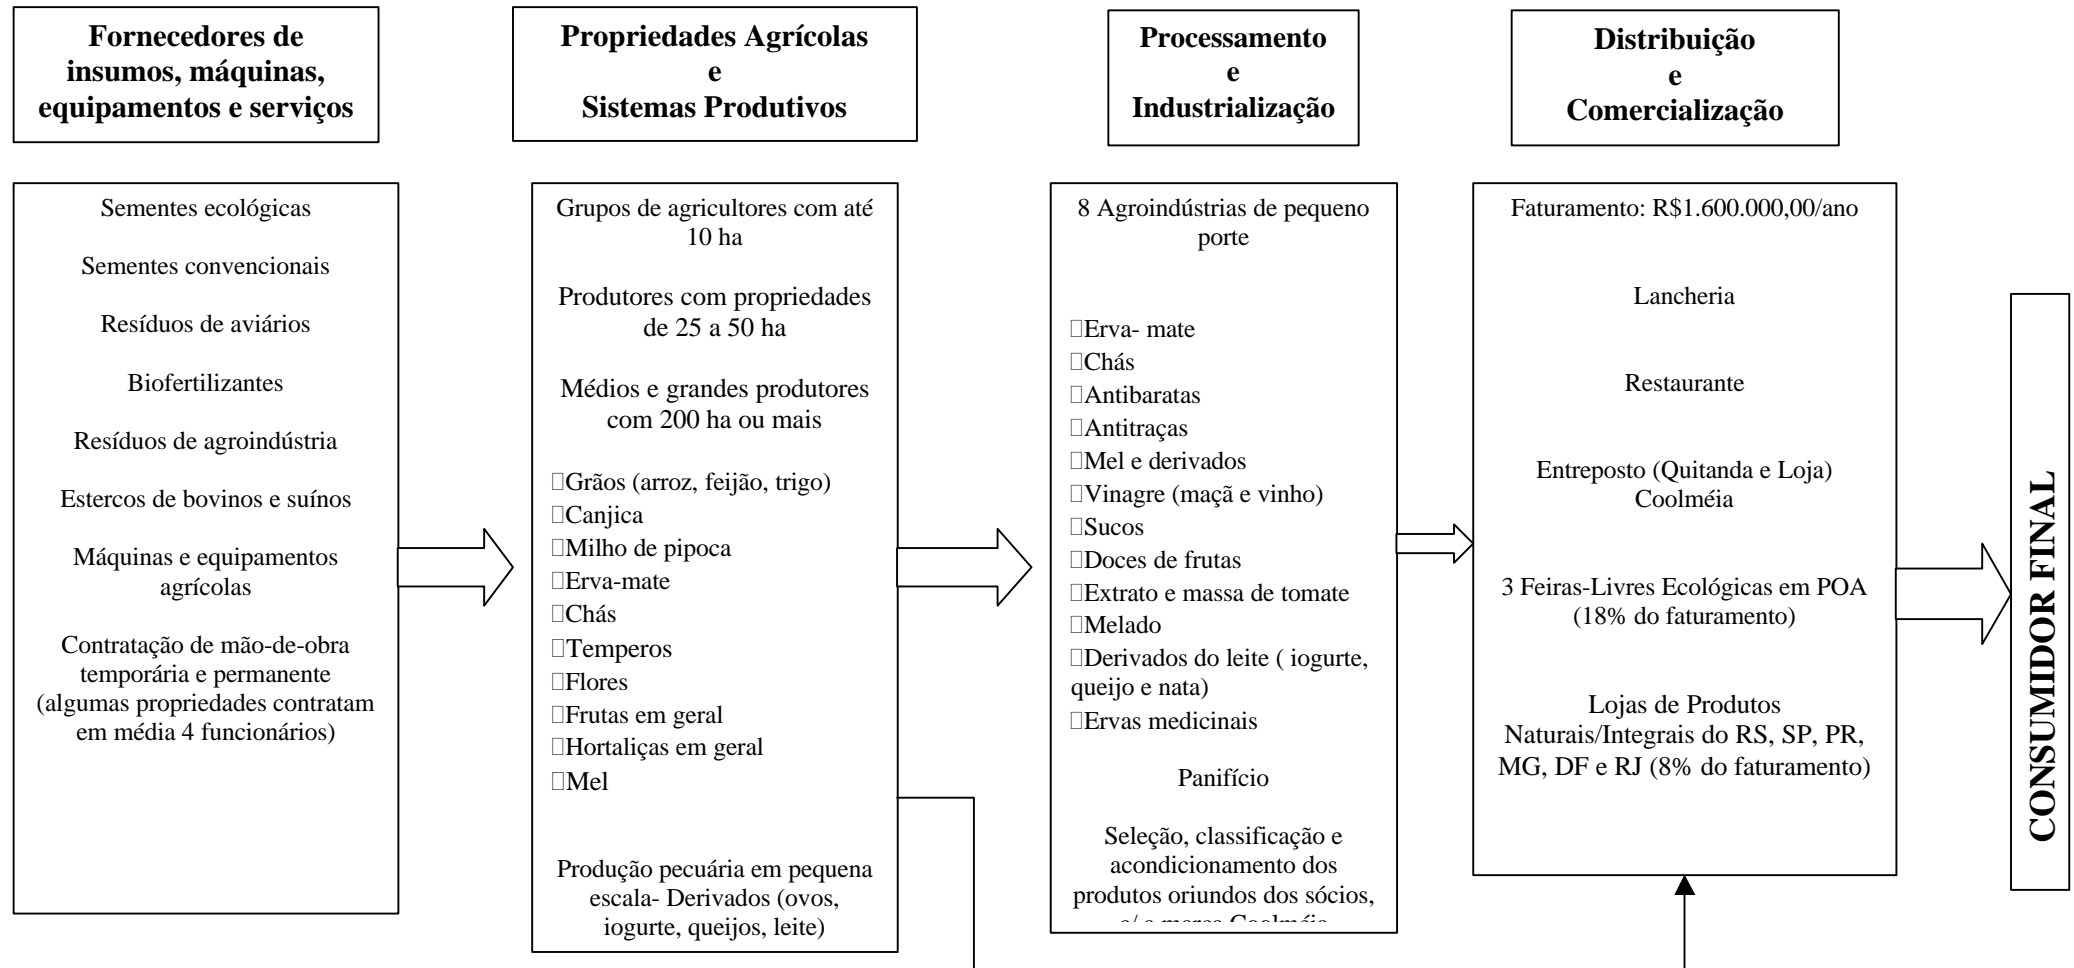 Fornecedores de
insumos, máquinas,
equipamentos e serviços
Propriedades Agrícolas
e
Sistemas Produtivos
Processamento
e
Industrialização
Distribuição
e
Comercialização
Sementes ecológicas
Sementes convencionais
Resíduos de aviários
Biofertilizantes
Resíduos de agroindústria
Estercos de bovinos e suínos
Máquinas e equipamentos
agrícolas
Contratação de mão-de-obra
temporária e permanente
(algumas propriedades contratam
em média 4 funcionários)
Grupos de agricultores com até
10 ha
Produtores com propriedades
de 25 a 50 ha
Médios e grandes produtores
com 200 ha ou mais
Grãos (arroz, feijão, trigo)
Canjica
Milho de pipoca
Erva-mate
Chás
Temperos
Flores
Frutas em geral
Hortaliças em geral
Mel
Produção pecuária em pequena
escala- Derivados (ovos,
iogurte, queijos, leite)
8 Agroindústrias de pequeno
porte
Erva- mate
Chás
Antibaratas
Antitraças
Mel e derivados
Vinagre (maçã e vinho)
Sucos
Doces de frutas
Extrato e massa de tomate
Melado
Derivados do leite ( iogurte,
queijo e nata)
Ervas medicinais
Panifício
Seleção, classificação e
acondicionamento dos
produtos oriundos dos sócios,
c/ a marca Coolméia
Faturamento: R$1.600.000,00/ano
Lancheria
Restaurante
Entreposto (Quitanda e Loja)
Coolméia
3 Feiras-Livres Ecológicas em POA
(18% do faturamento)
Lojas de Produtos
Naturais/Integrais do RS, SP, PR,
MG, DF e RJ (8% do faturamento)
CONSUMIDOR FINAL